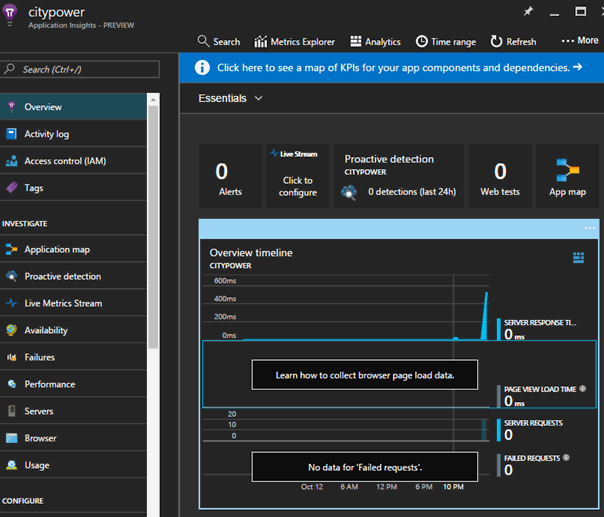 citypower
Application Insights - PREVIEW
Search
Metrics Explorer
Analytics
Time range
Refresh
More
Search (Ctrl+/)
Click here to see a map of KPIs for your app components and dependencies.
Essentials
Overview
Activity log
Access control (IAM)
Tags
INVESTIGATE
Application map
Proactive detection
Live Metrics Stream
Availability
Failures
Performance
Servers
Browser
Usage
CONFIGURE
0
Alerts
Live Stream
Click to
configure
Proactive detection
CITYPOWER
0 detections (last 24h)
0
Web tests
App map
Overview timeline
CITYPOWER
600ms
400ms
200ms
0ms
SERVER RESPONSE TI...
0 ms
Learn how to collect browser page load data.
PAGE VIEW LOAD TIME
0 ms
20
10
0
SERVER REQUESTS
0
No data for 'Failed requests'.
FAILED REQUESTS
0
Oct 12
6 AM
12 PM
6 PM
10 PM